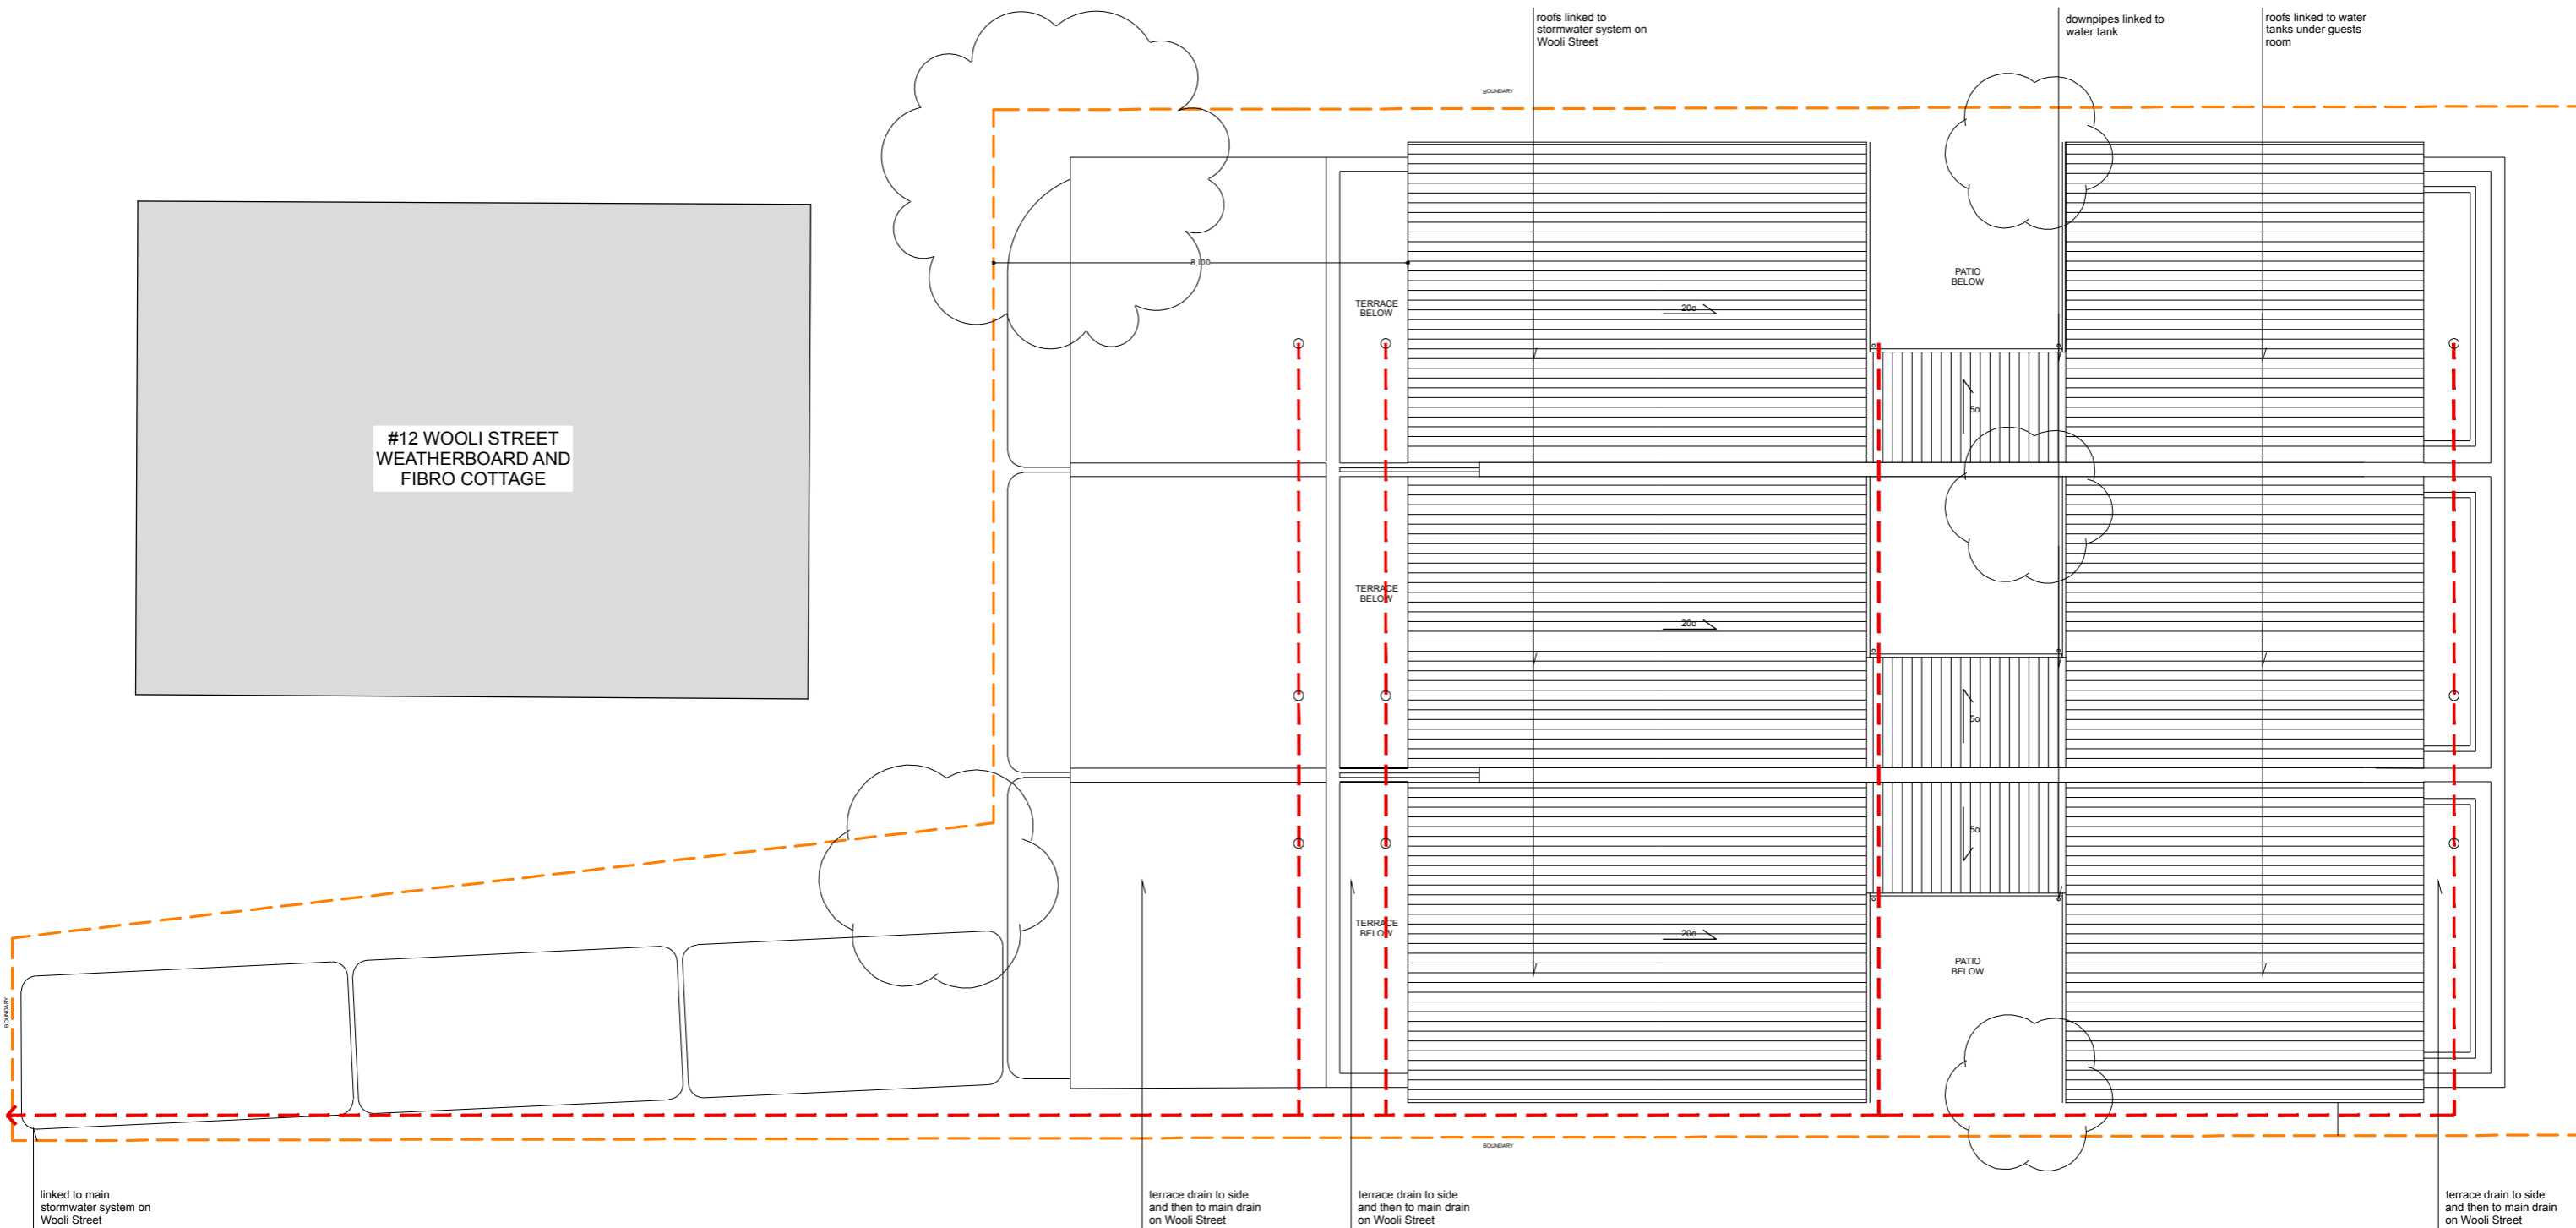 roofs linked to
stormwater system on
Wooli Street
downpipes linked to
water tank
roofs linked to water
tanks under guests
room
BOUNDARY
8,100
PATIO
BELOW
TERRACE
BELOW
20o
5o
#12 WOOLI STREET
WEATHERBOARD AND
FIBRO COTTAGE
TERRACE
BELOW
20o
5o
5o
TERRACE
BELOW
20o
PATIO
BELOW
BOUNDARY
BOUNDARY
linked to main
stormwater system on
Wooli Street
terrace drain to side
and then to main drain
on Wooli Street
terrace drain to side
and then to main drain
on Wooli Street
terrace drain to side
and then to main drain
on Wooli Street